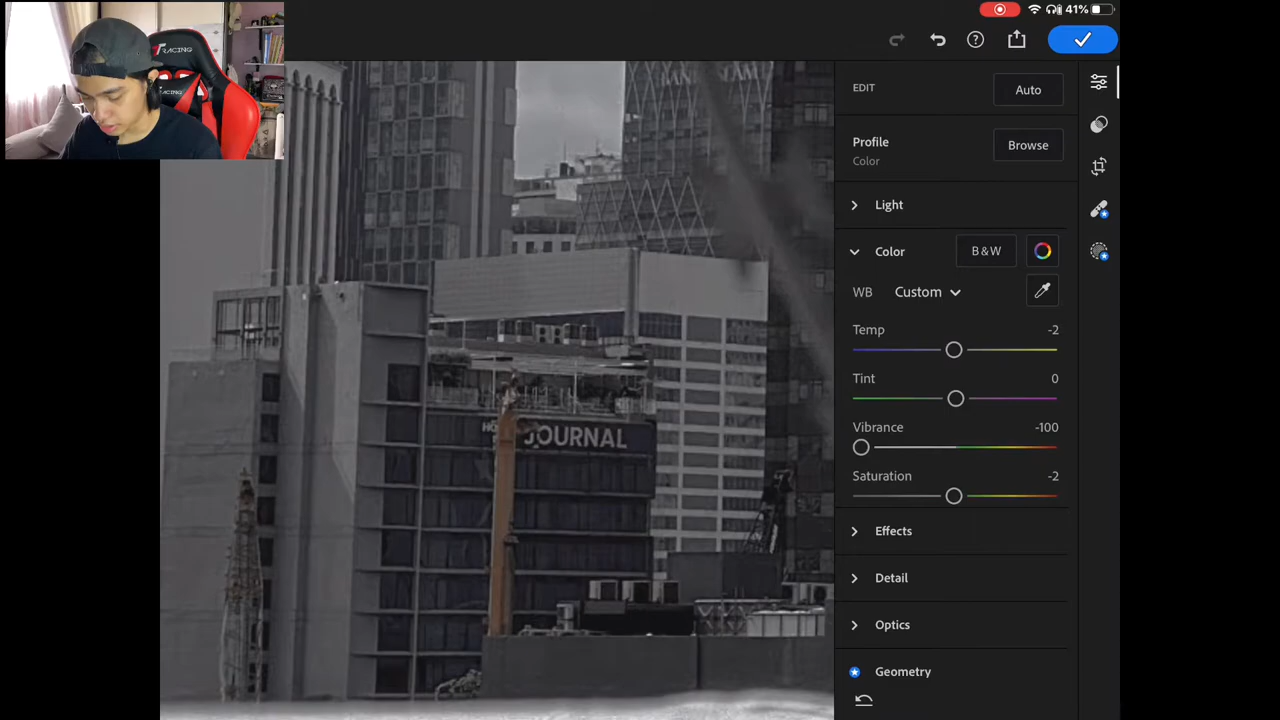 41%
T RACING
EDIT
Auto
Profile
Color
Browse
Light
Color
B & W
WB
Custom
Temp
-2
Tint
0
Vibrance
-100
Saturation
-2
HO
JOURNAL
Effects
Detail
Optics
Geometry